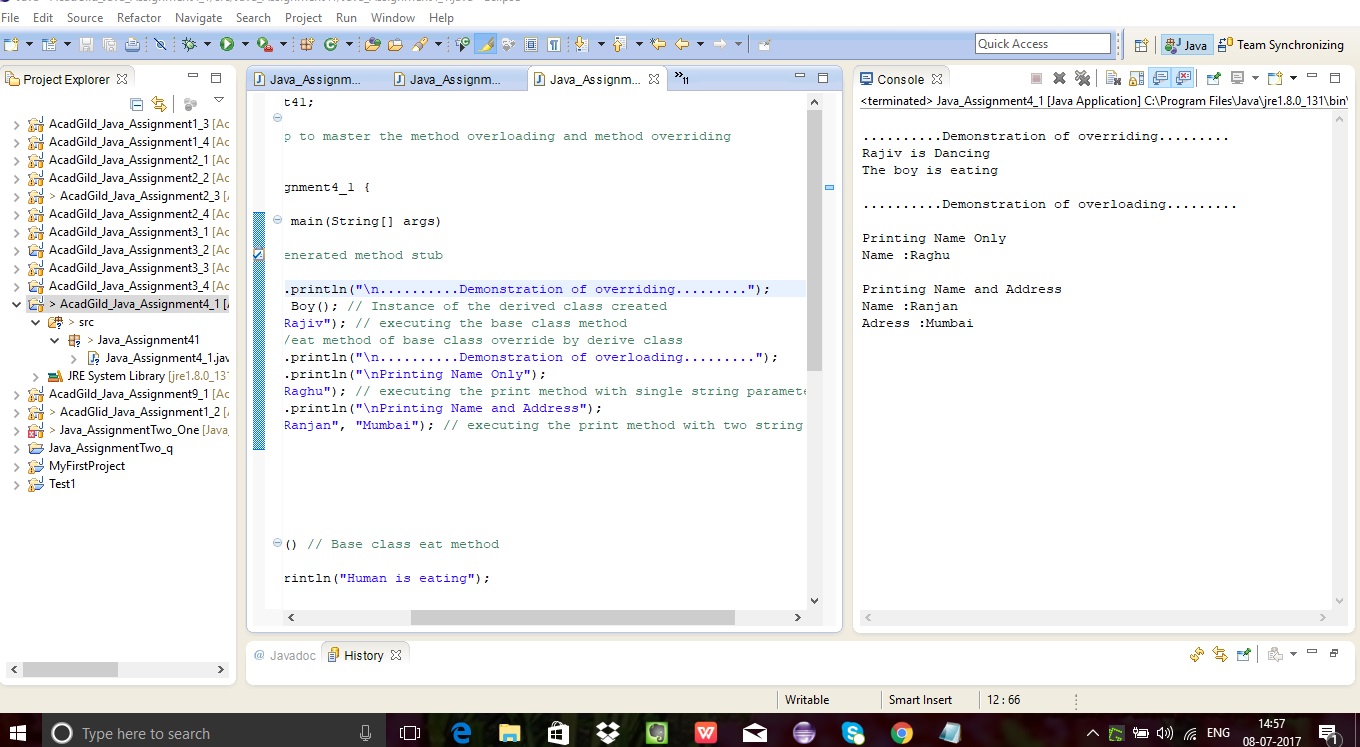 File Edit Source Refactor Navigate Search Project Run Window Help
Quick Access
Java
Team Synchronizing
Project Explorer
AcadGild_Java_Assignment1_3 [Ac
AcadGild_Java_Assignment1_4 [Ac
AcadGild_Java_Assignment2_1 [Ac
AcadGild_Java_Assignment2_2 [Ac
> AcadGild_Java_Assignment2_3 [/
AcadGild_Java_Assignment2_4 [Ac
AcadGild_Java_Assignment3_1 [Ac
AcadGild_Java_Assignment3_2 [Ac
AcadGild_Java_Assignment3_3 [Ac
AcadGild_Java_Assignment3_4 [Ac
> AcadGild_Java_Assignment4_1 [/
> src
> Java_Assignment41
Java_Assignment4_1.jav
JRE System Library [jre1.8.0_131
AcadGild_Java_Assignment9_1 [Ac
> AcadGlid_Java_Assignment1_2 [/
> Java_AssignmentTwo_One [Java_
Java_AssignmentTwo_q
MyFirstProject
Test1
Java_Assignm...
Java_Assignm...
Java_Assignm...
»11
t41;
p to master the method overloading and method overriding
gnment4_1 {
main(String[] args)
enerated method stub
.println("\n..........Demonstration of overriding.........");
Boy(); // Instance of the derived class created
Rajiv"); // executing the base class method
/eat method of base class override by derive class
.println("\n..........Demonstration of overloading.........");
.println("\nPrinting Name Only");
Raghu"); // executing the print method with single string paramete
.println("\nPrinting Name and Address");
Ranjan", "Mumbai"); // executing the print method with two string
() // Base class eat method
rintln("Human is eating");
Console
<terminated> Java_Assignment4_1 [Java Application] C:\Program Files\Java\jre1.8.0_131\bin\
..........Demonstration of overriding.........
Rajiv is Dancing
The boy is eating
..........Demonstration of overloading.........
Printing Name Only
Name :Raghu
Printing Name and Address
Name :Ranjan
Adress :Mumbai
@ Javadoc
History
Writable
Smart Insert
12 : 66
Type here to search
ENG
14:57
08-07-2017
1